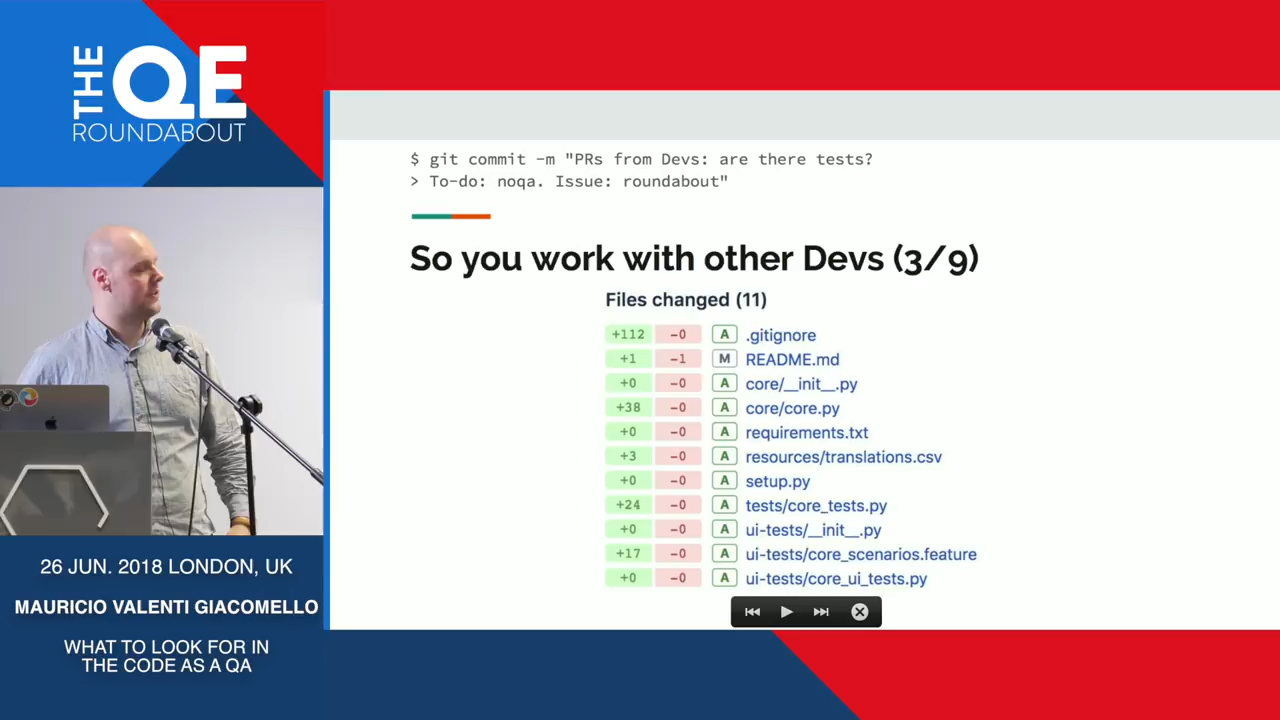 THE
QE
ROUNDABOUT
$ git commit -m "PRs from Devs: are there tests?
> To-do: noqa. Issue: roundabout"
So you work with other Devs (3/9)
Files changed (11)
+112 -0 A .gitignore
+1 -1 M README.md
+0 -0 A core/__init__.py
+38 -0 A core/core.py
+0 -0 A requirements.txt
+3 -0 A resources/translations.csv
+0 -0 A setup.py
+24 -0 A tests/core_tests.py
+0 -0 A ui-tests/__init__.py
+17 -0 A ui-tests/core_scenarios.feature
+0 -0 A ui-tests/core_ui_tests.py
26 JUN. 2018 LONDON, UK
MAURICIO VALENTI GIACOMELLO
WHAT TO LOOK FOR IN
THE CODE AS A QA